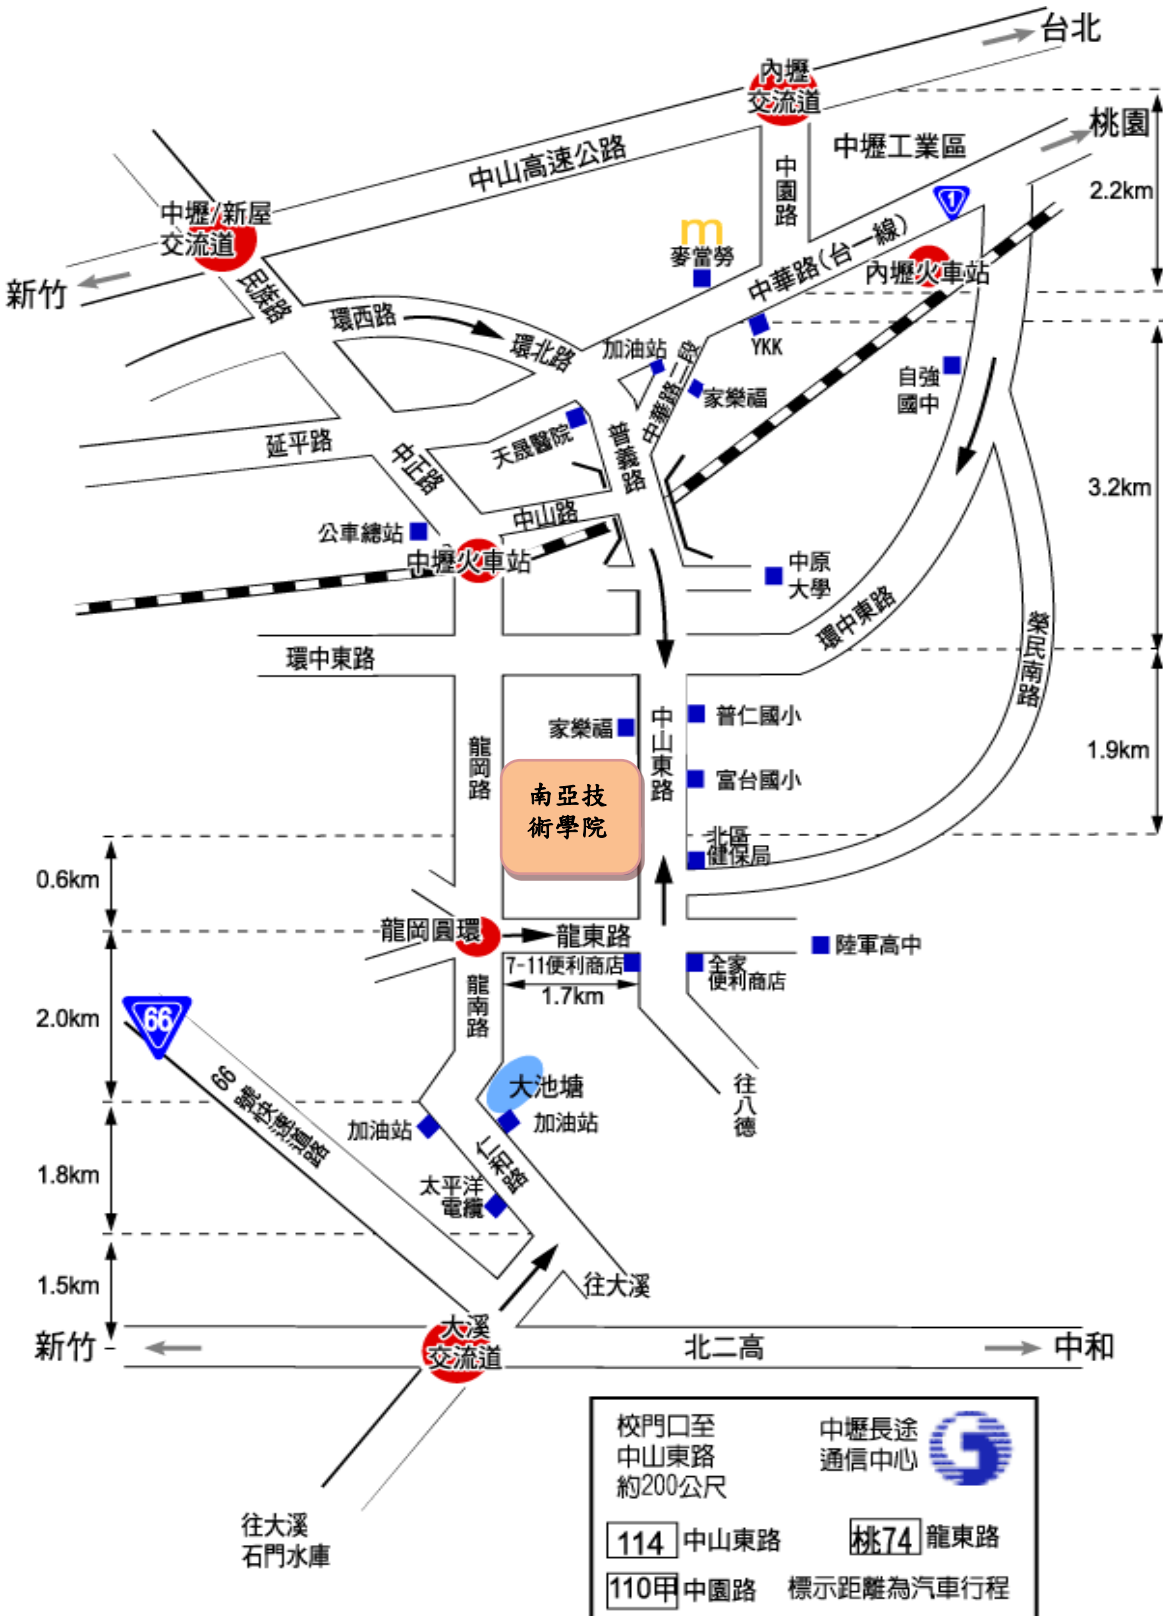 台北
內壢
交流道
桃園
中壢工業區
中山高速公路
中園路
2.2km
1
中壢/新屋
交流道
m
麥當勞
中華路(台一線)
內壢火車站
新竹
民族路
環西路
環北路
加油站
YKK
中華路二段
家樂福
自強
國中
延平路
中正路
天晟醫院
普義路
3.2km
公車總站
中山路
中壢火車站
中原
大學
環中東路
環中東路
榮民南路
龍岡路
家樂福
中山東路
普仁國小
1.9km
富台國小
南亞技
術學院
北區
健保局
0.6km
龍岡圓環
龍東路
陸軍高中
7-11便利商店
全家
便利商店
1.7km
龍南路
2.0km
66
66號快速道路
大池塘
往八德
加油站
加油站
仁和路
1.8km
太平洋
電纜
1.5km
往大溪
新竹
大溪
交流道
北二高
中和
校門口至
中山東路
約200公尺
中壢長途
通信中心
往大溪
石門水庫
114 中山東路
桃74 龍東路
110甲 中園路
標示距離為汽車行程